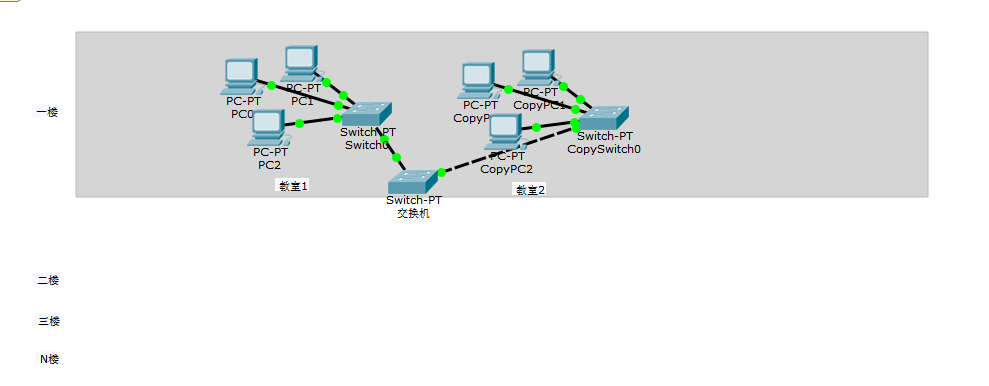 一楼
PC-PT
PC0
PC-PT
PC1
PC-PT
PC2
Switch-PT
教室1
PC-PT
PC-PT
CopyPC1
PC-PT
CopyPC2
Switch-PT
CopySwitch0
教室2
Switch-PT
交换机
二楼
三楼
N楼